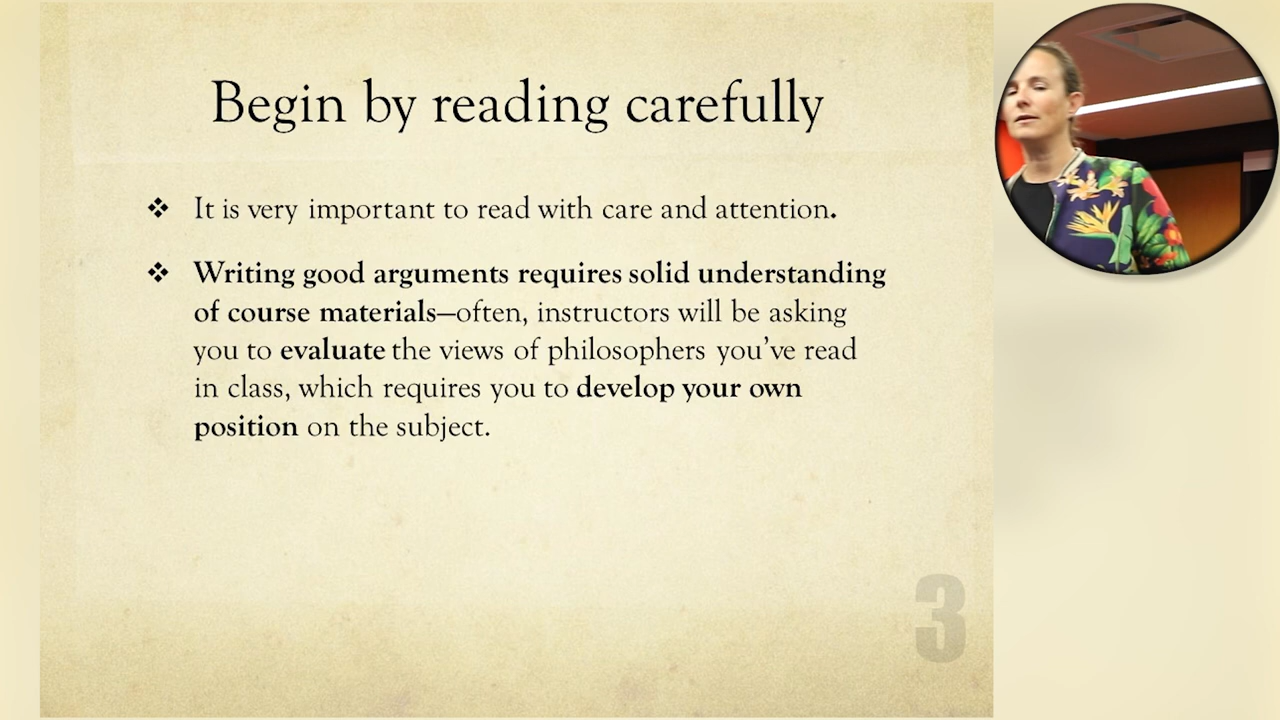 Begin by reading carefully
❖ It is very important to read with care and attention.
❖ Writing good arguments requires solid understanding
of course materials—often, instructors will be asking
you to evaluate the views of philosophers you’ve read
in class, which requires you to develop your own
position on the subject.
3